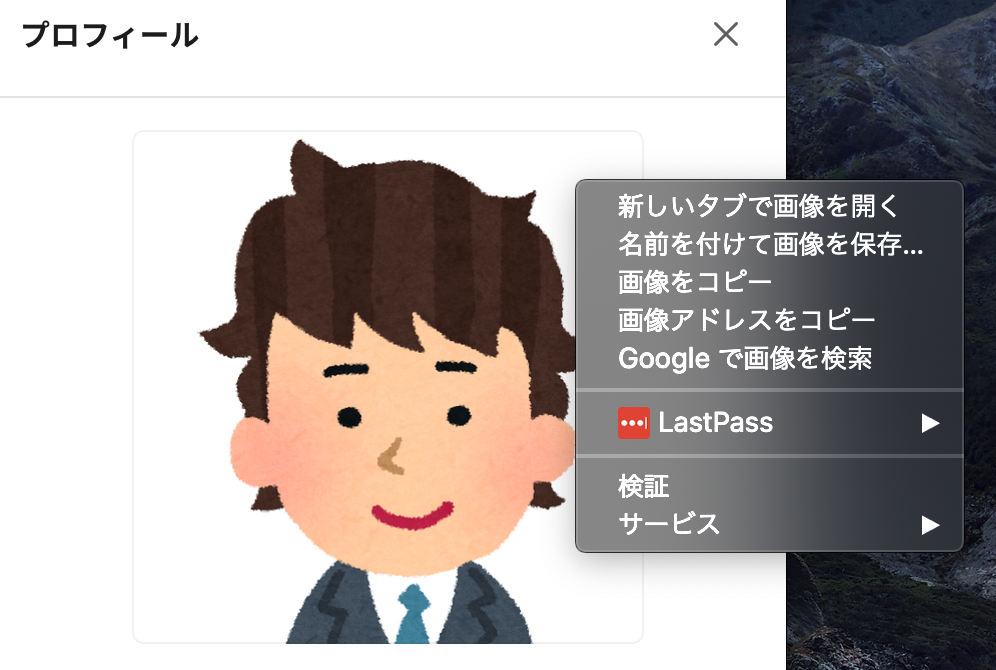 プロフィール
新しいタブで画像を開く
名前を付けて画像を保存...
画像をコピー
画像アドレスをコピー
Google で画像を検索
LastPass
検証
サービス